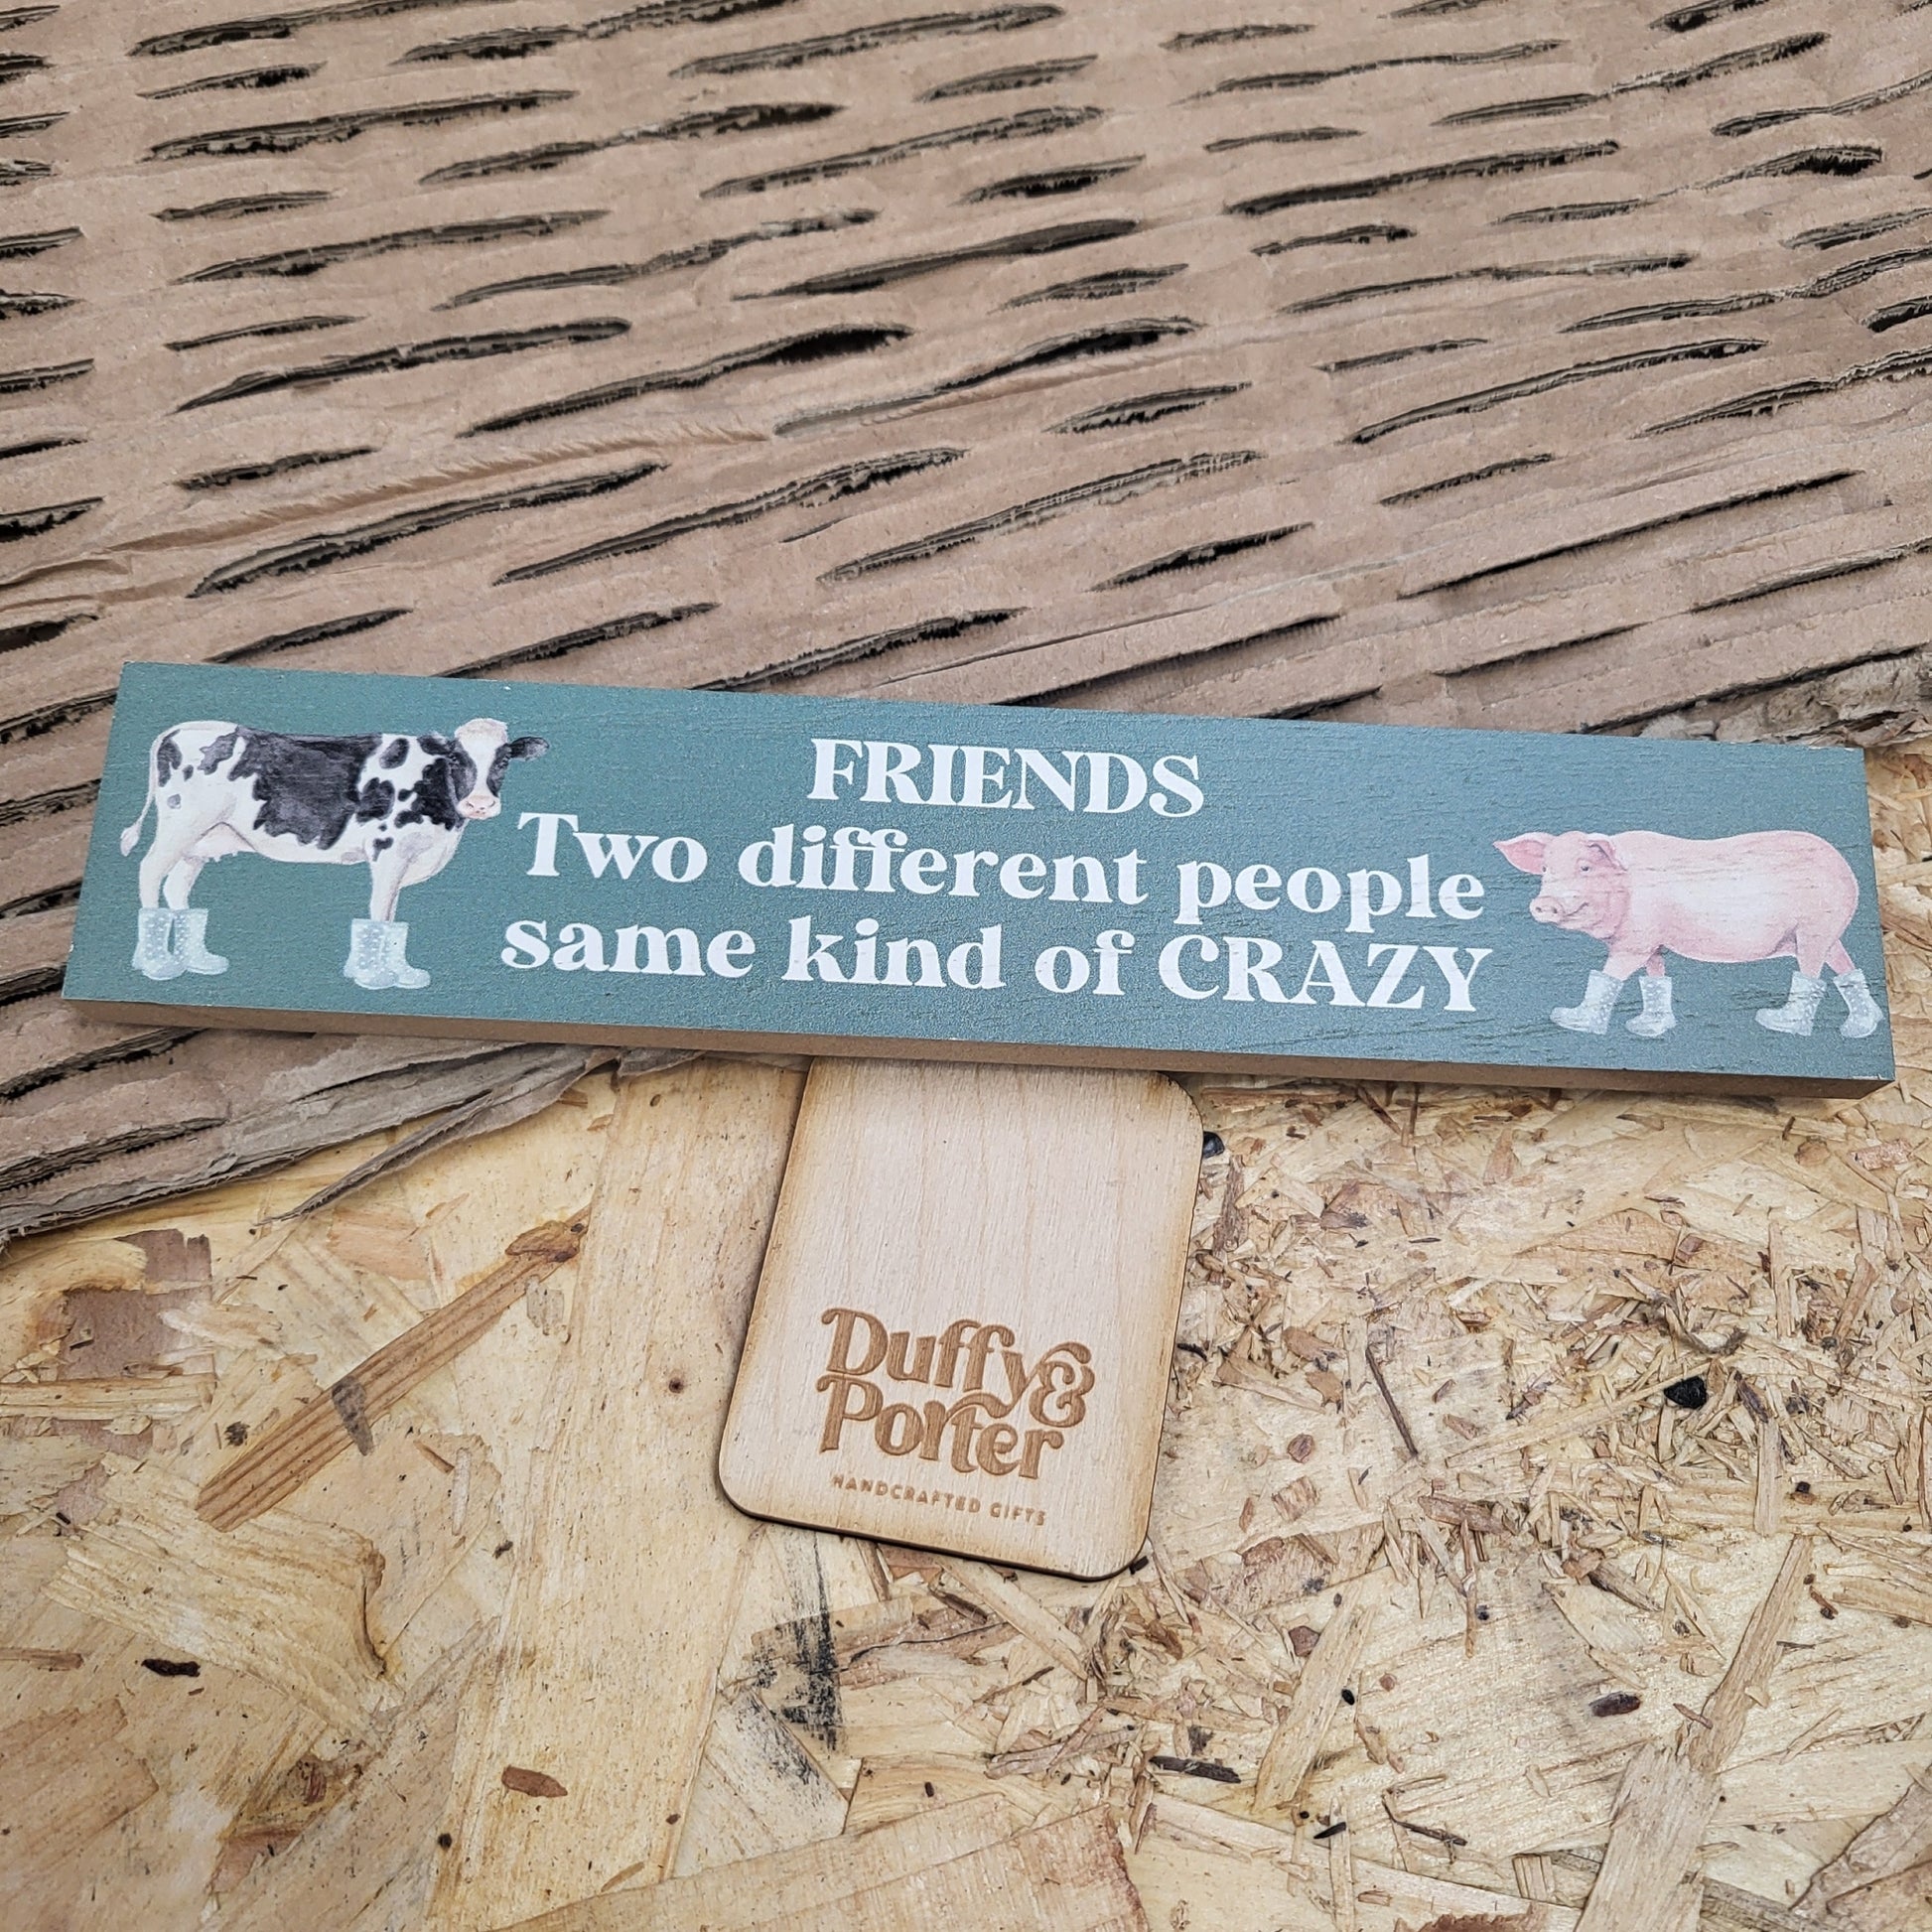 FRIENDS
Two different people
same kind of CRAZY
Duffy &
Porter
HANDCRAFTED GIFTS